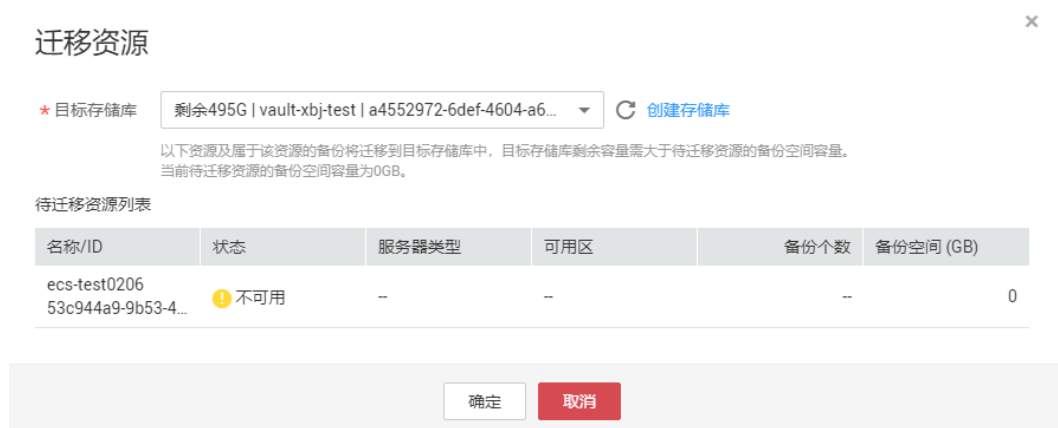 迁移资源
×
* 目标存储库 剩余495G | vault-xbj-test | a4552972-6def-4604-a6... 创建存储库
以下资源及属于该资源的备份将迁移到目标存储库中，目标存储库剩余容量需大于待迁移资源的备份空间容量。
当前待迁移资源的备份空间容量为0GB。
待迁移资源列表
名称/ID 状态 服务器类型 可用区 备份个数 备份空间 (GB)
ecs-test0206
53c944a9-9b53-4... 不可用 -- -- -- 0
确定 取消